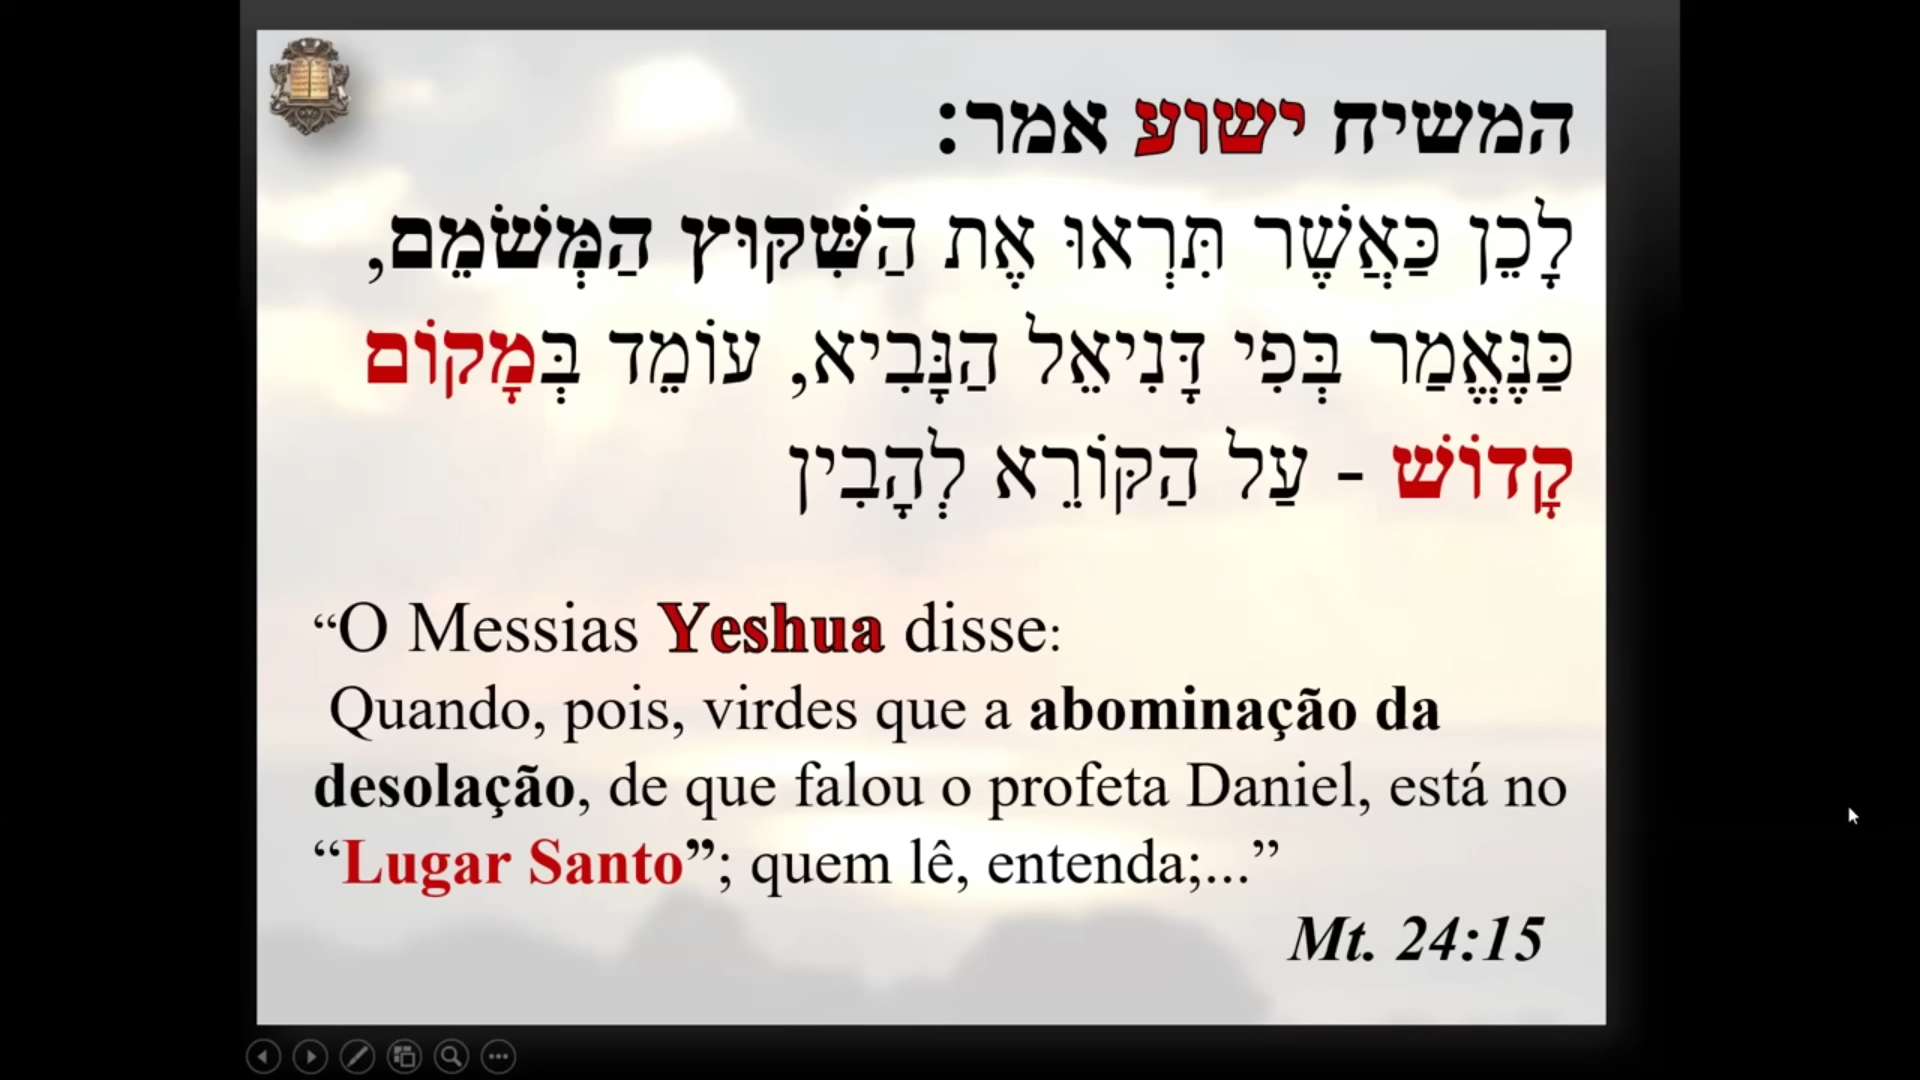 המשיח ישוע אמר:
לָכֵן כַּאֲשֶׁר תִּרְאוּ אֶת הַשִּׁקּוּץ הַמְּשֹׁמֵם,
כַּנֶּאֱמַר בְּפִי דָּנִיאֵל הַנָּבִיא, עוֹמֵד בְּמָקוֹם
קָדוֹשׁ - עַל הַקּוֹרֵא לְהָבִין
“O Messias Yeshua disse:
Quando, pois, virdes que a abominação da
desolação, de que falou o profeta Daniel, está no
“Lugar Santo”; quem lê, entenda;...”
Mt. 24:15